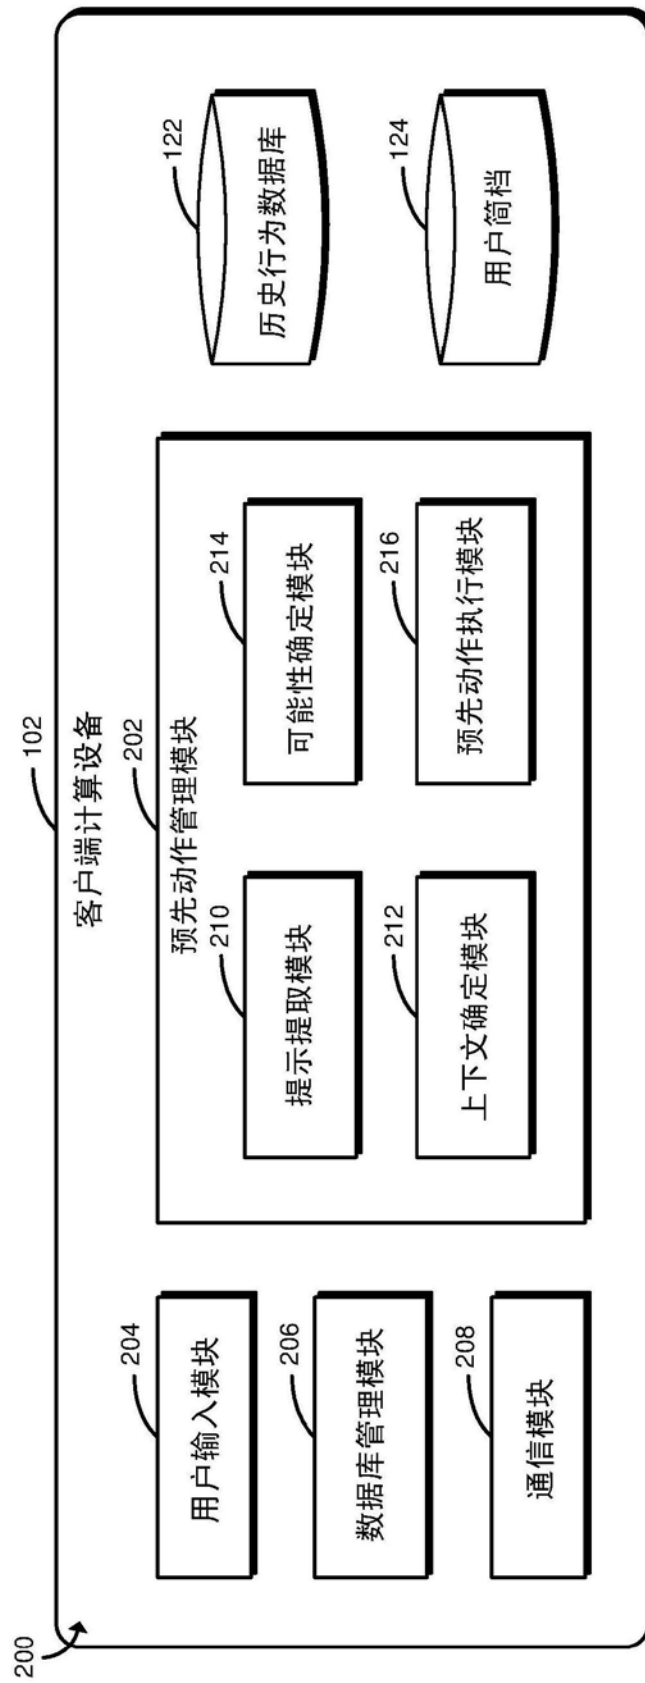 200
102
客户端计算设备
204
用户输入模块
206
数据库管理模块
208
通信模块
202
预先动作管理模块
210
提示提取模块
214
可能性确定模块
212
上下文确定模块
216
预先动作执行模块
122
历史行为数据库
124
用户简档